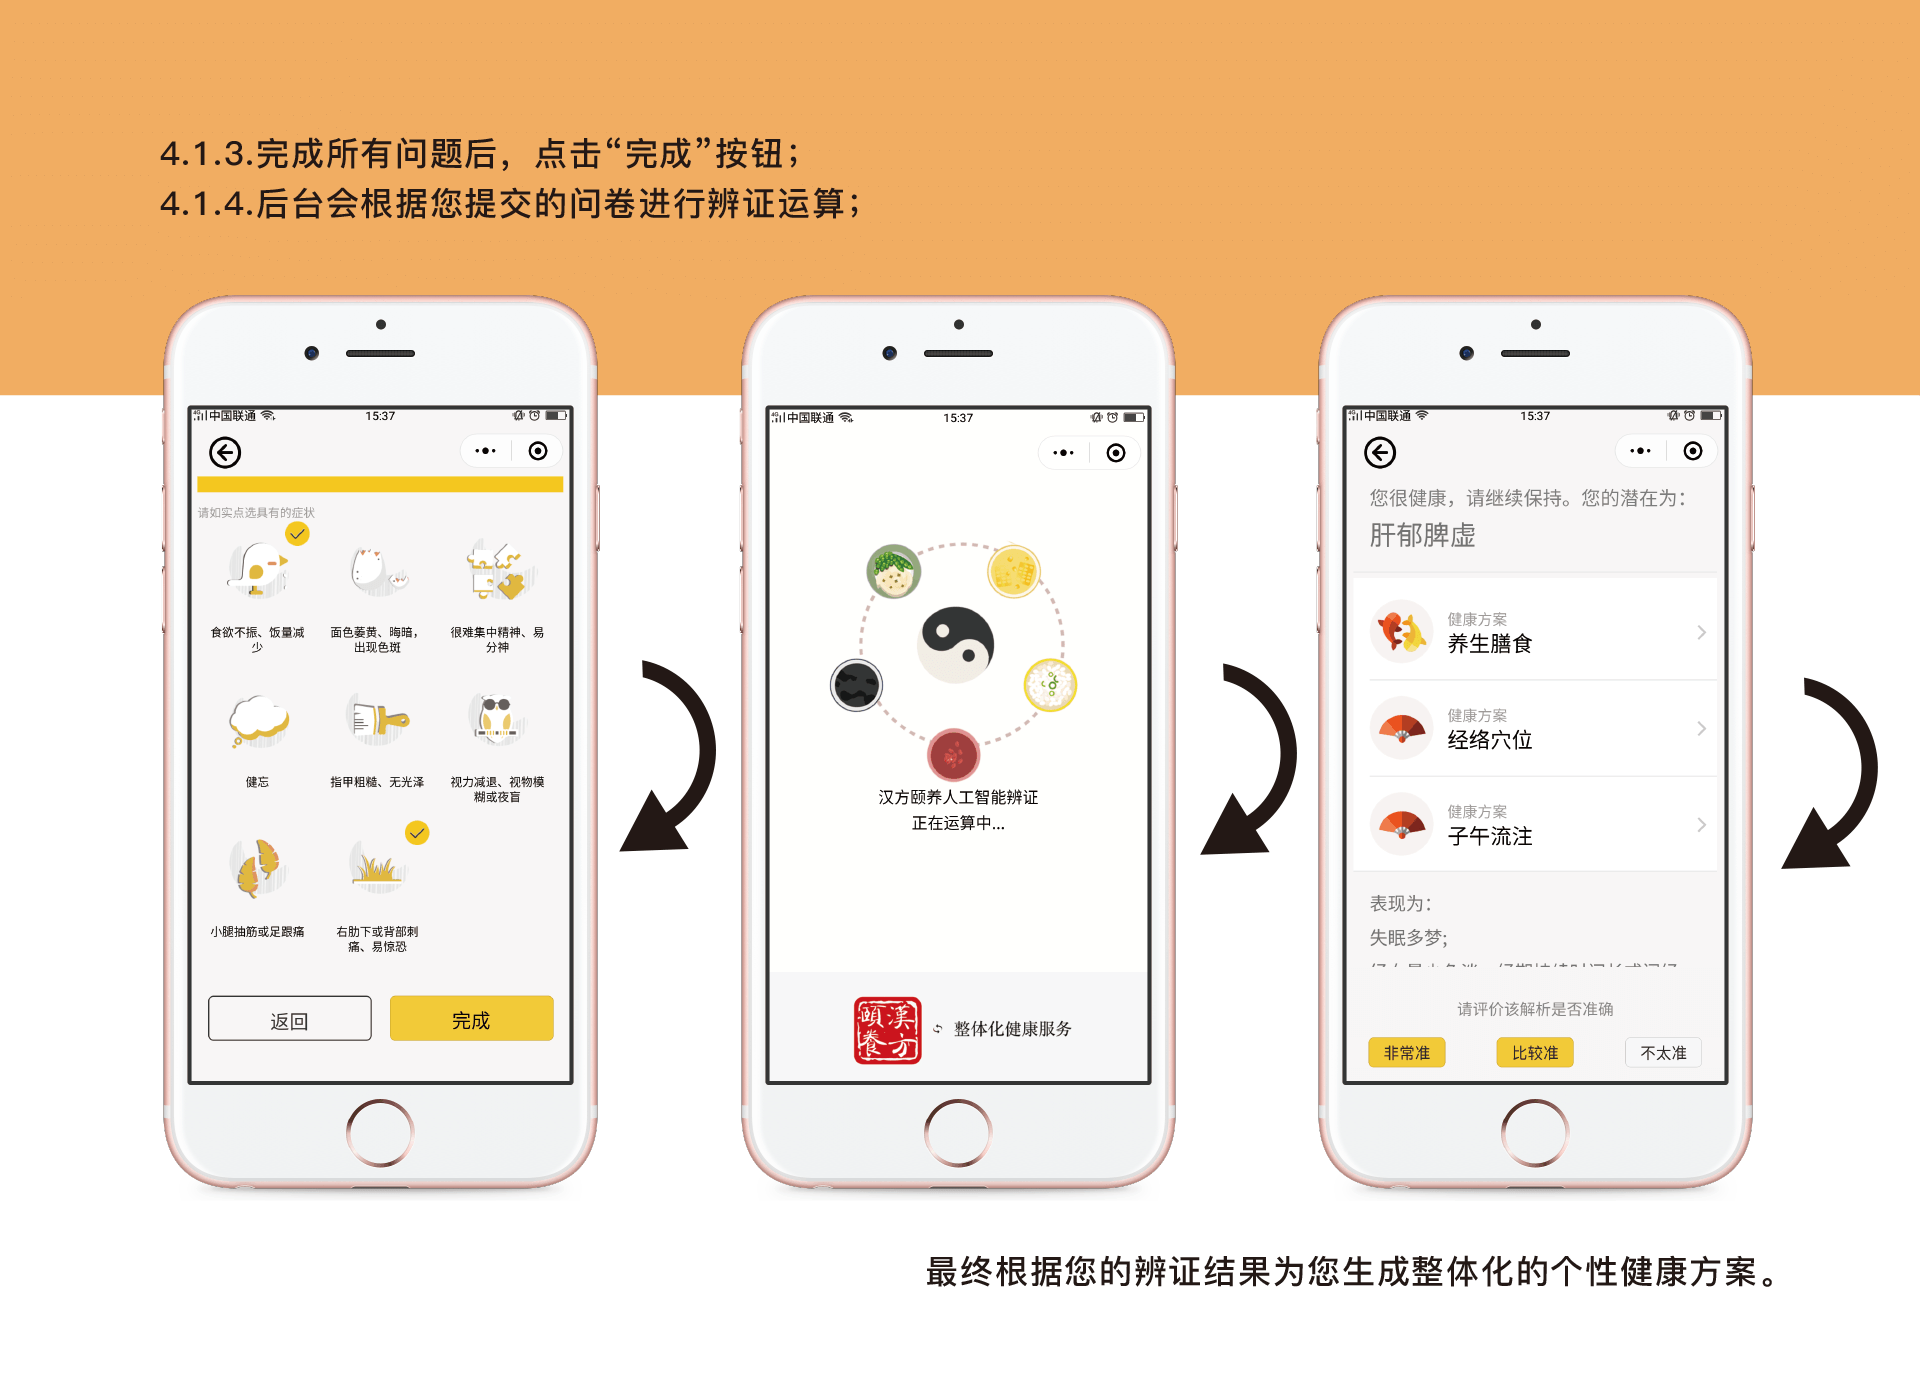 4.1.3.完成所有问题后，点击“完成”按钮；
4.1.4.后台会根据您提交的问卷进行辨证运算；
4G 中国联通
15:37
请如实点选具有的症状
食欲不振、饭量减
少
面色萎黄、晦暗，
出现色斑
很难集中精神、易
分神
健忘
指甲粗糙、无光泽
视力减退、视物模
糊或夜盲
小腿抽筋或足跟痛
右肋下或背部刺
痛、易惊恐
返回
完成
4G 中国联通
15:37
汉方颐养人工智能辨证
正在运算中...
漢方
頤養
整体化健康服务
4G 中国联通
15:37
您很健康，请继续保持。您的潜在为：
肝郁脾虚
健康方案
养生膳食
健康方案
经络穴位
健康方案
子午流注
表现为：
失眠多梦;
请评价该解析是否准确
非常准
比较准
不太准
最终根据您的辨证结果为您生成整体化的个性健康方案。